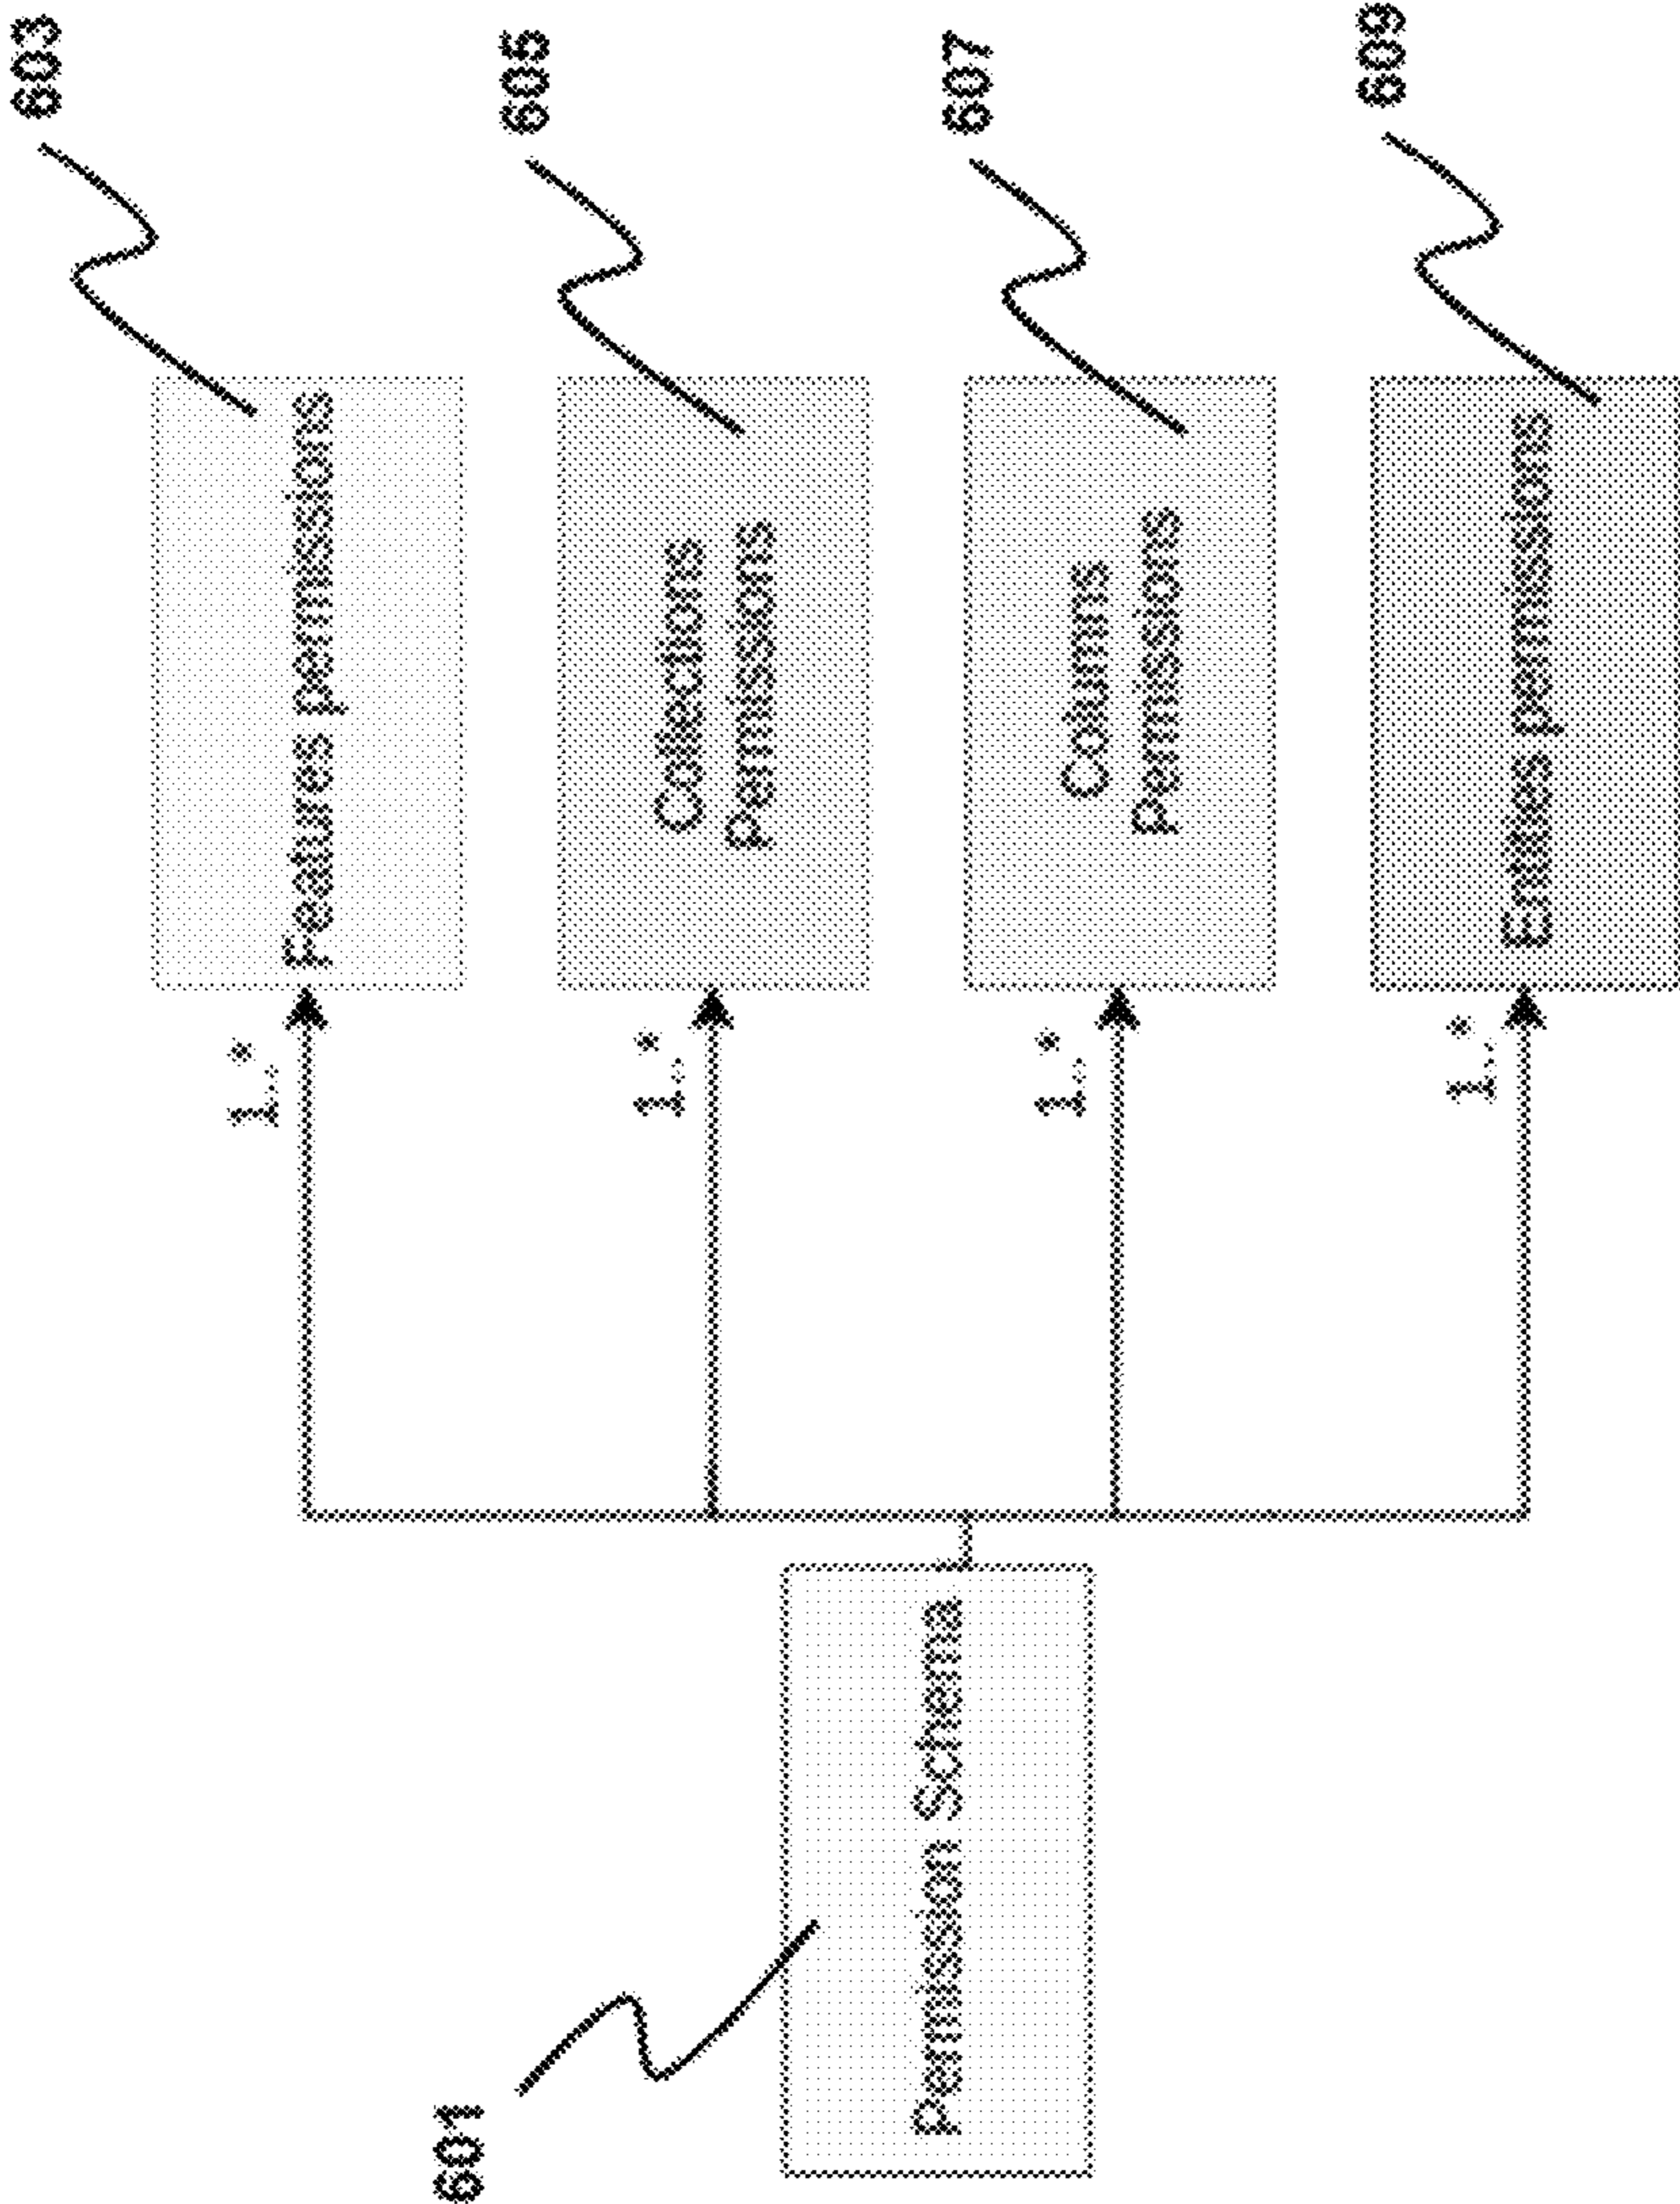 601
Permission Schema
1..*
Features permissions
603
1..*
Collections
Permissions
605
1..*
Columns
Permissions
607
1..*
Entities permissions
609